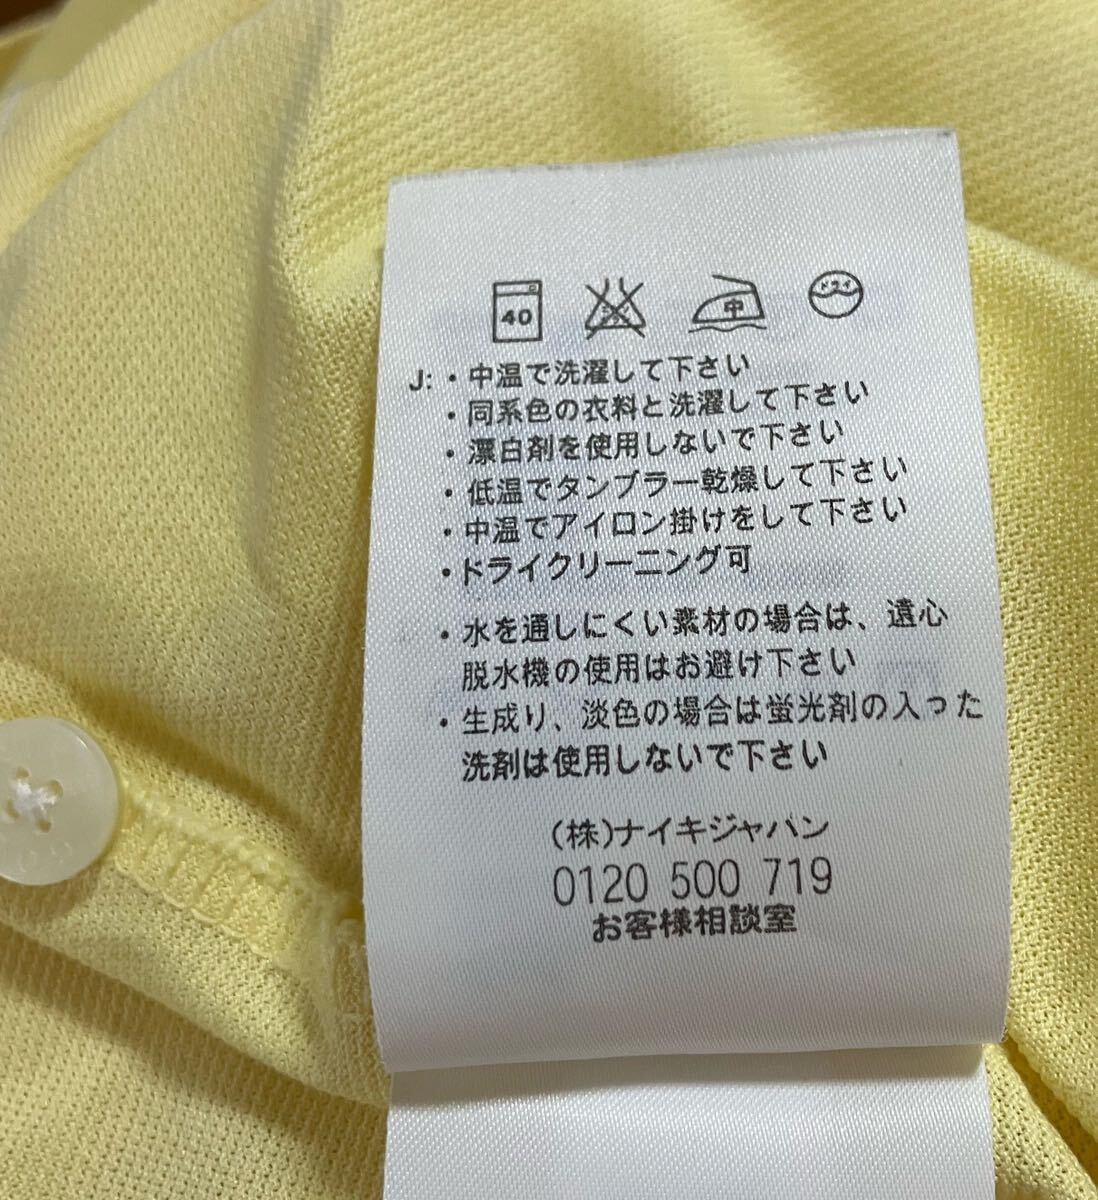 40 中 ドライ
J:・中温で洗濯して下さい
・同系色の衣料と洗濯して下さい
・漂白剤を使用しないで下さい
・低温でタンブラー乾燥して下さい
・中温でアイロン掛けをして下さい
・ドライクリーニング可
・水を通しにくい素材の場合は、遠心
脱水機の使用はお避け下さい
・生成り、淡色の場合は蛍光剤の入った
洗剤は使用しないで下さい
(株)ナイキジャパン
0120 500 719
お客様相談室